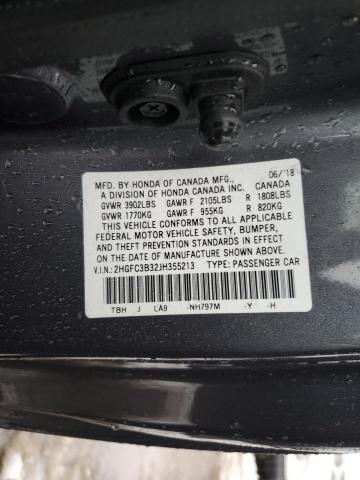 MFD. BY HONDA OF CANADA MFG., 06/'18
A DIVISION OF HONDA CANADA INC. CANADA
GVWR 3902LBS GAWR F 2105LBS R 1808LBS
GVWR 1770KG GAWR F 955KG R 820KG
THIS VEHICLE CONFORMS TO ALL APPLICABLE
FEDERAL MOTOR VEHICLE SAFETY, BUMPER,
AND THEFT PREVENTION STANDARDS IN EFFECT
ON THE DATE OF MANUFACTURE SHOWN ABOVE.
V.I.N.: 2HGFC3B32JH355213 TYPE: PASSENGER CAR
TBH J LA9 -NH797M -Y -H